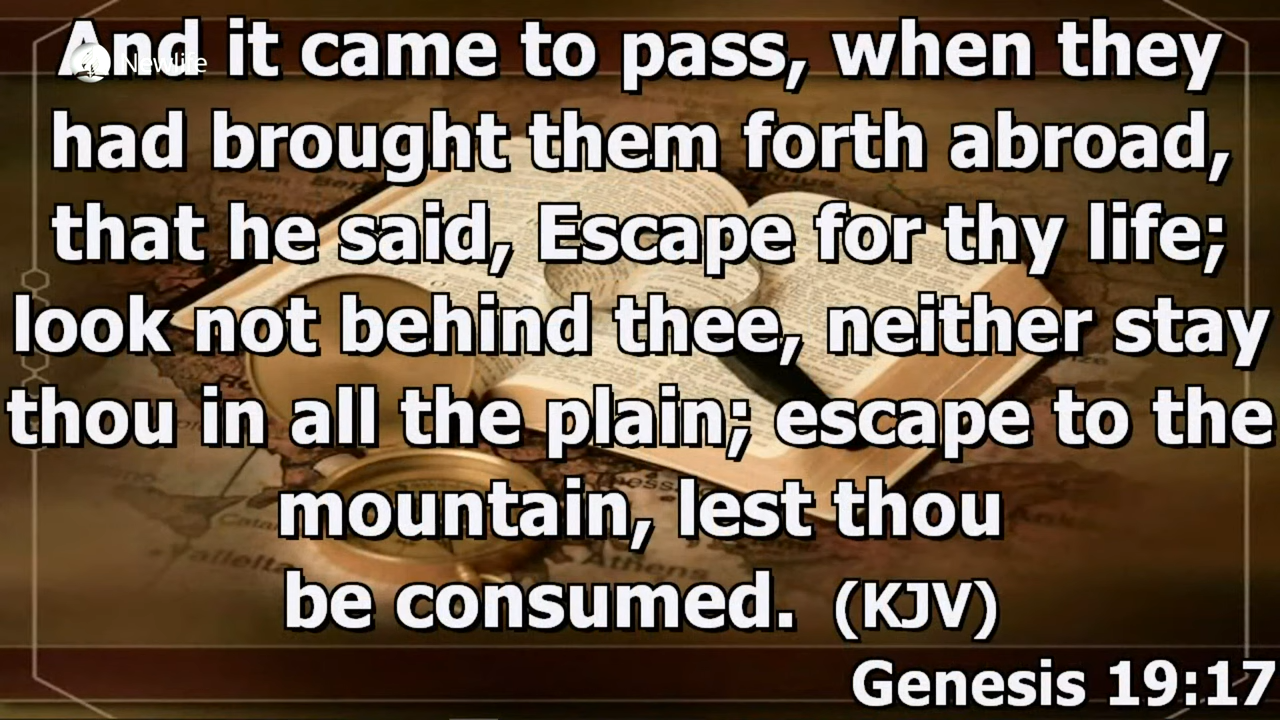 And it came to pass, when they
Newlife
had brought them forth abroad,
that he said, Escape for thy life;
look not behind thee, neither stay
thou in all the plain; escape to the
mountain, lest thou
be consumed. (KJV)
Genesis 19:17
Athens